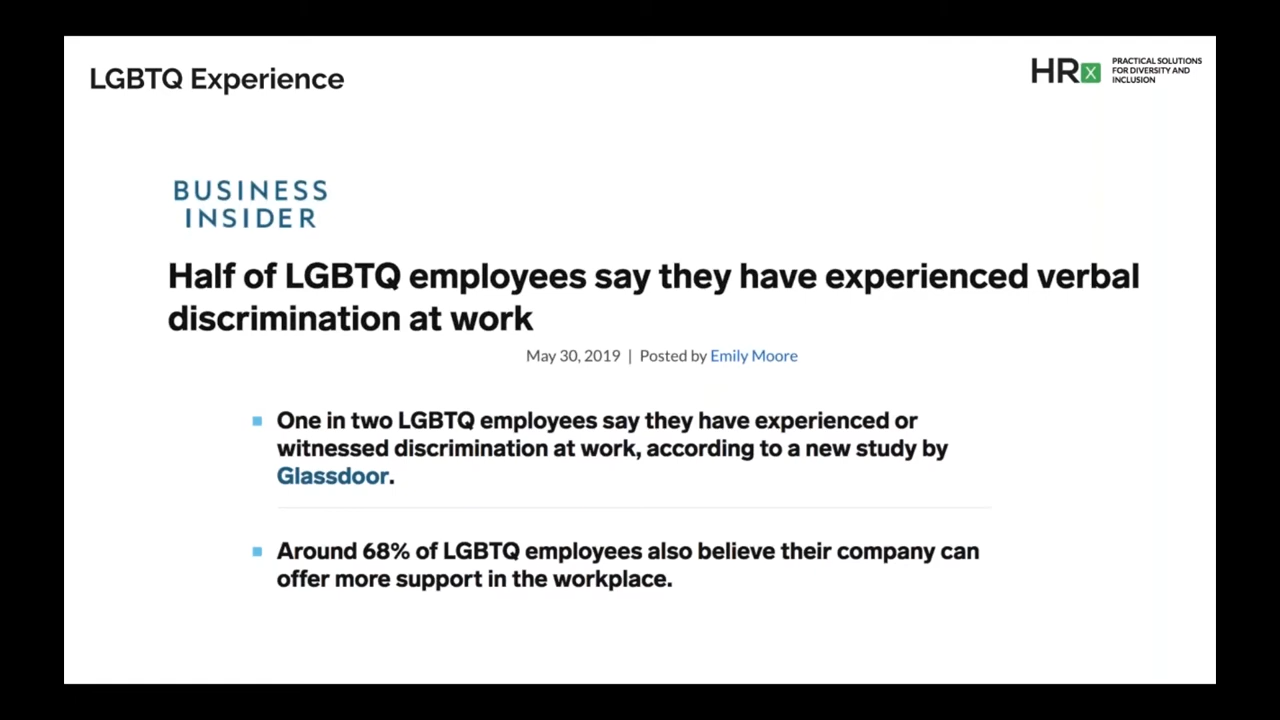 LGBTQ Experience
HRx
PRACTICAL SOLUTIONS
FOR DIVERSITY AND
INCLUSION
BUSINESS
INSIDER
Half of LGBTQ employees say they have experienced verbal
discrimination at work
May 30, 2019 | Posted by Emily Moore
One in two LGBTQ employees say they have experienced or
witnessed discrimination at work, according to a new study by
Glassdoor.
Around 68% of LGBTQ employees also believe their company can
offer more support in the workplace.